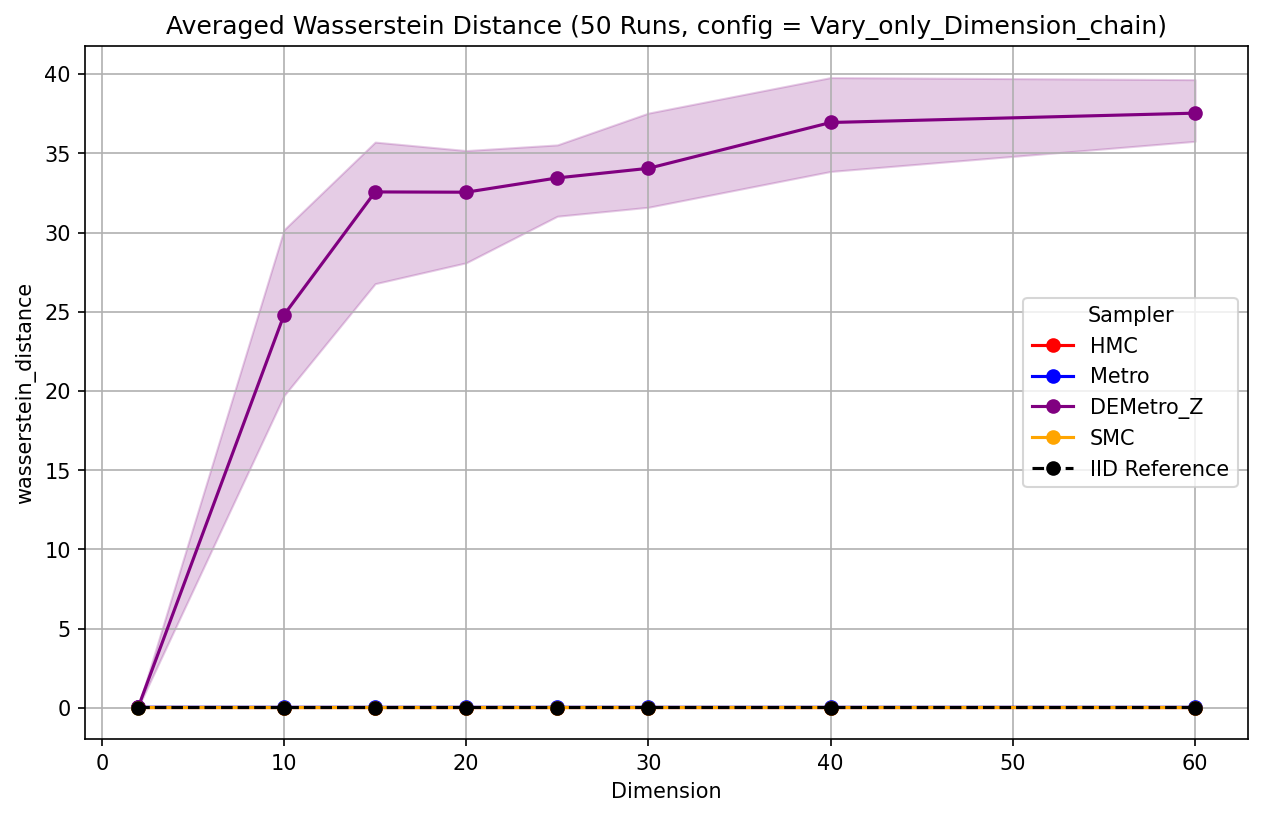 Averaged Wasserstein Distance (50 Runs, config = Vary_only_Dimension_chain)
wasserstein_distance
40
35
30
25
20
15
10
5
0
Sampler
HMC
Metro
DEMetro_Z
SMC
IID Reference
0 10 20 30 40 50 60
Dimension